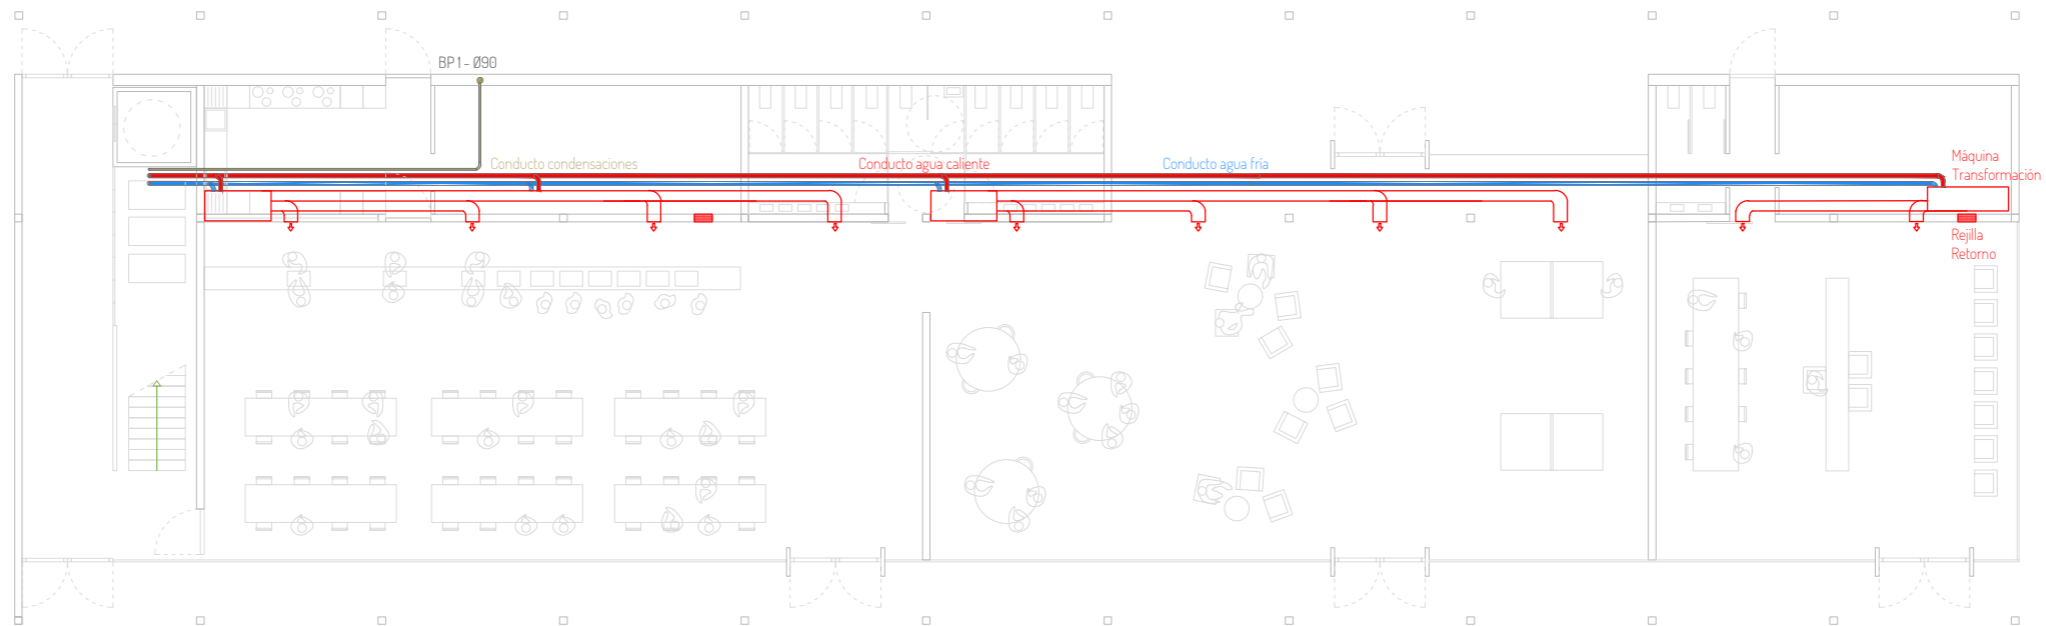 BP1 - Ø90
Conducto condensaciones
Conducto agua caliente
Conducto agua fría
Máquina
Transformación
Rejilla
Retorno